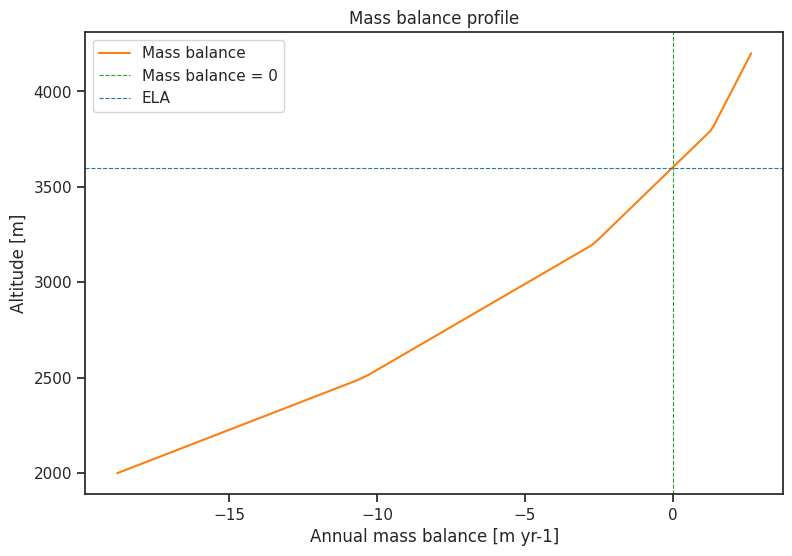 Mass balance profile
Mass balance
Mass balance = 0
ELA
4000
3500
3000
2500
2000
Altitude [m]
−15
−10
−5
0
Annual mass balance [m yr-1]